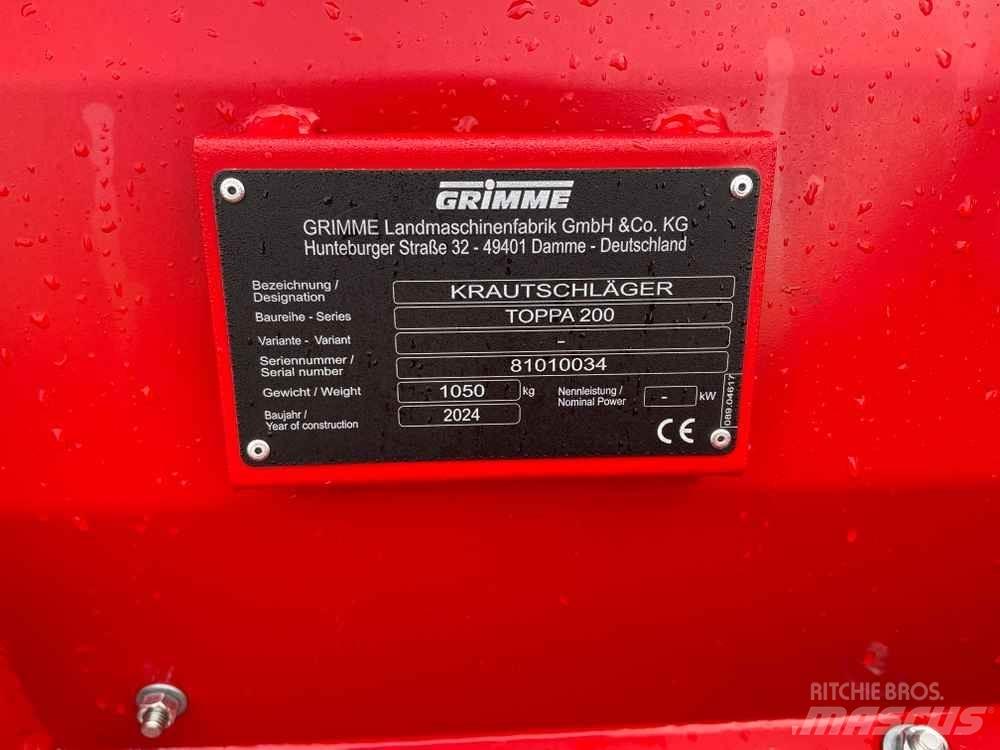 GRIMME
GRIMME Landmaschinenfabrik GmbH &Co. KG
Hunteburger Straße 32 - 49401 Damme - Deutschland
Bezeichnung /
Designation
KRAUTSCHLÄGER
Baureihe - Series
TOPPA 200
Variante - Variant
-
Seriennummer /
Serial number
81010034
Gewicht / Weight
1050 kg
Nennleistung /
Nominal Power
- kW
Baujahr /
Year of construction
2024
CE
089.04617
RITCHIE BROS.
MASCUS